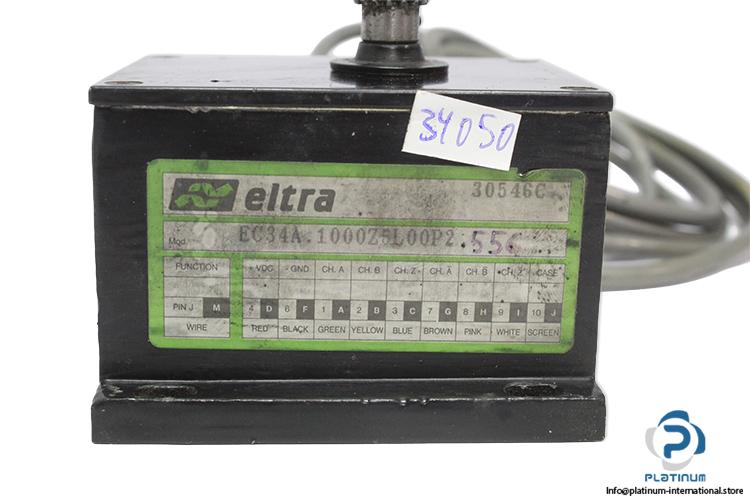 34050
eltra
30546C
Mod. EC34A.1000Z5L00P2.556
FUNCTION +VDC -GND CH. A CH. B CH. Z CH. Ā CH. B̄ CH. Z̄ CASE
PIN J M 4 D 6 F 1 A 2 B 3 C 7 G 8 H 9 I 10 J
WIRE RED BLACK GREEN YELLOW BLUE BROWN PINK WHITE SCREEN
PLATINUM
Info@platinum-international.store